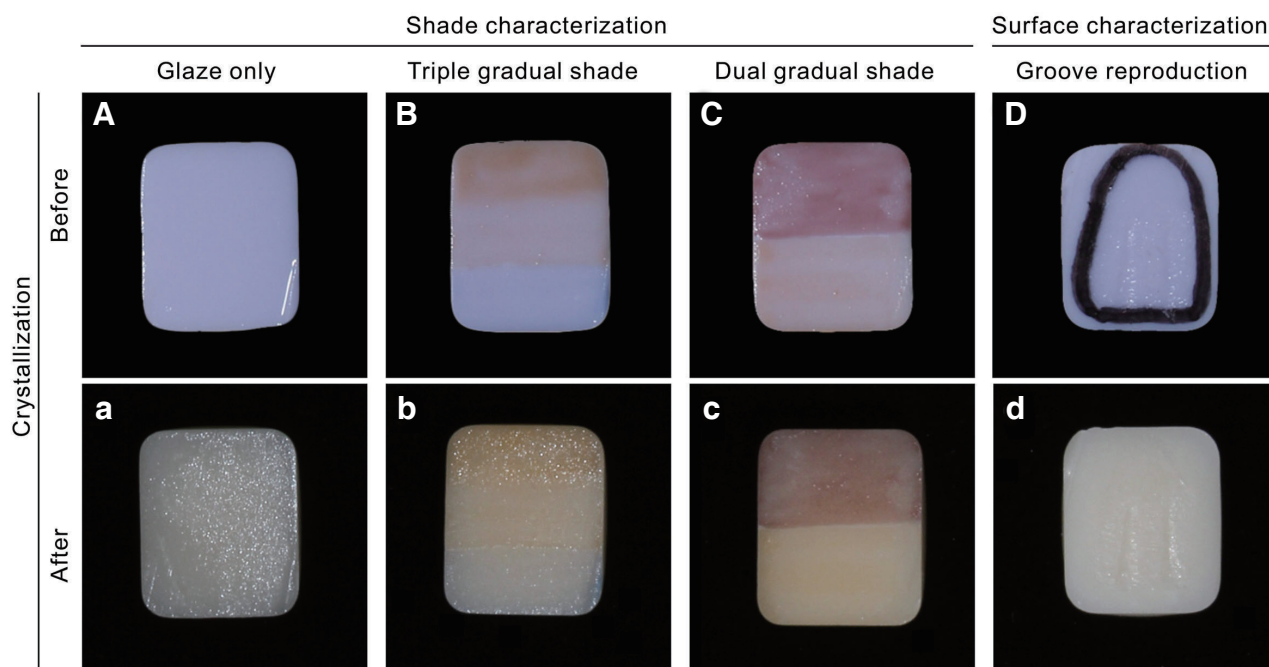 Shade characterization
Surface characterization
Glaze only
Triple gradual shade
Dual gradual shade
Groove reproduction
Crystallization
Before
A
B
C
D
After
a
b
c
d